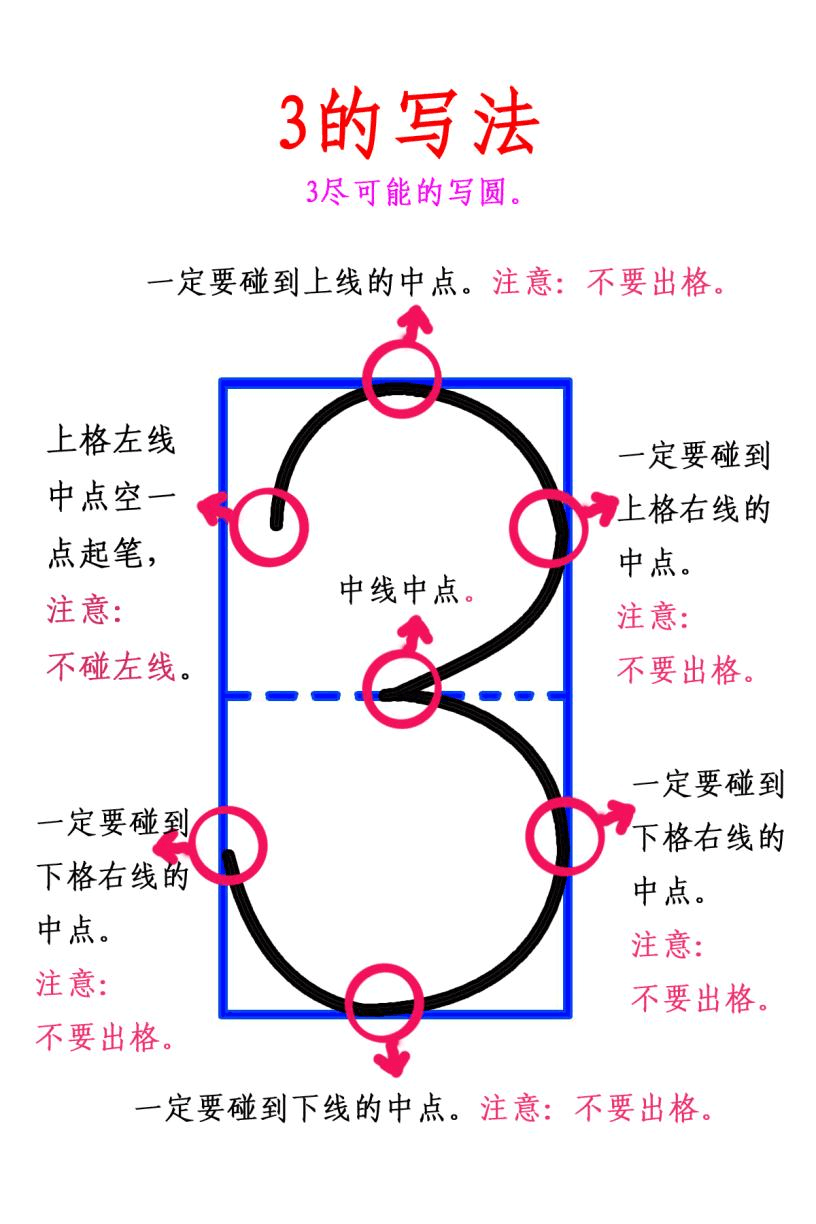 3的写法
3尽可能的写圆。
一定要碰到上线的中点。注意：不要出格。
上格左线
中点空一
点起笔，
注意：
不碰左线。
一定要碰到
上格右线的
中点。
注意：
不要出格。
中线中点。
一定要碰到
下格右线的
中点。
注意：
不要出格。
一定要碰到
下格右线的
中点。
注意：
不要出格。
一定要碰到下线的中点。注意：不要出格。